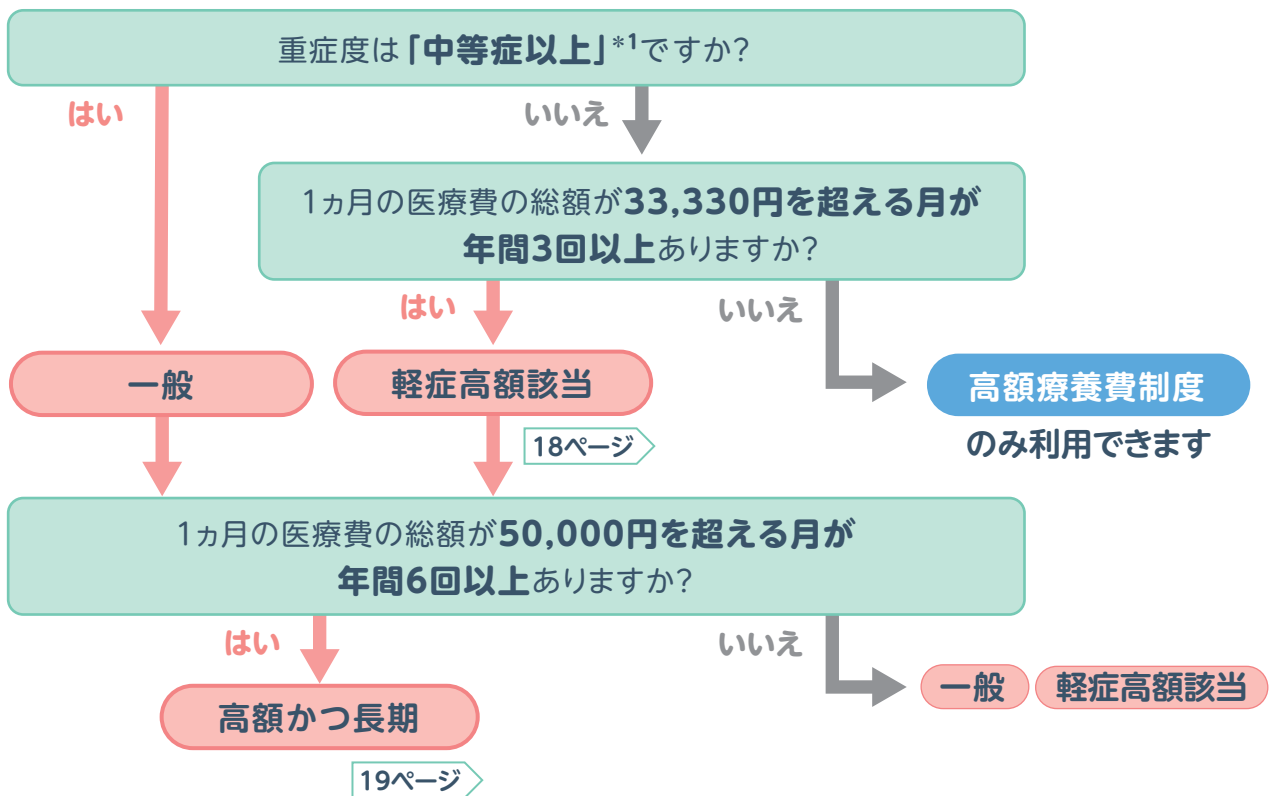 重症度は「中等症以上」*1ですか?
はい
いいえ
1ヵ月の医療費の総額が33,330円を超える月が
年間3回以上ありますか?
はい
いいえ
一般
軽症高額該当
高額療養費制度
のみ利用できます
18ページ
1ヵ月の医療費の総額が50,000円を超える月が
年間6回以上ありますか?
はい
いいえ
高額かつ長期
一般 軽症高額該当
19ページ